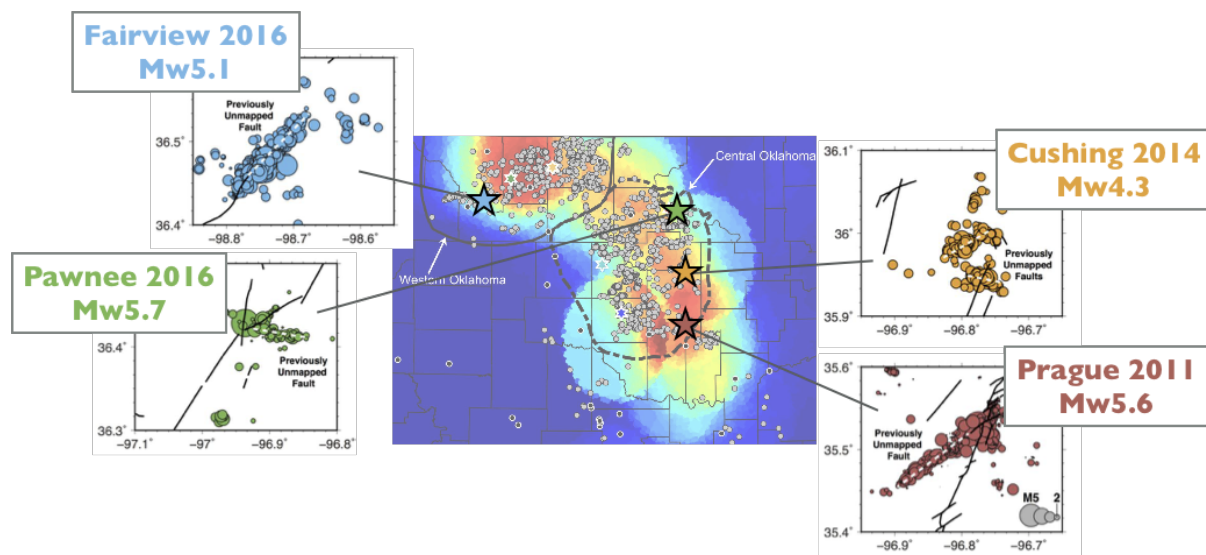 Fairview 2016
Mw5.1
Previously
Unmapped
Fault
36.5˚
36.4˚
−98.8˚
−98.7˚
−98.6˚
Pawnee 2016
Mw5.7
Previously
Unmapped
Fault
36.4˚
36.3˚
−97.1˚
−97˚
−96.9˚
−96.8˚
Central Oklahoma
Western Oklahoma
Cushing 2014
Mw4.3
36.1˚
36˚
35.9˚
Previously
Unmapped
Faults
−96.9˚
−96.8˚
−96.7˚
Prague 2011
Mw5.6
35.6˚
35.5˚
35.4˚
Previously
Unmapped
Fault
M5 2
−96.9˚
−96.8˚
−96.7˚